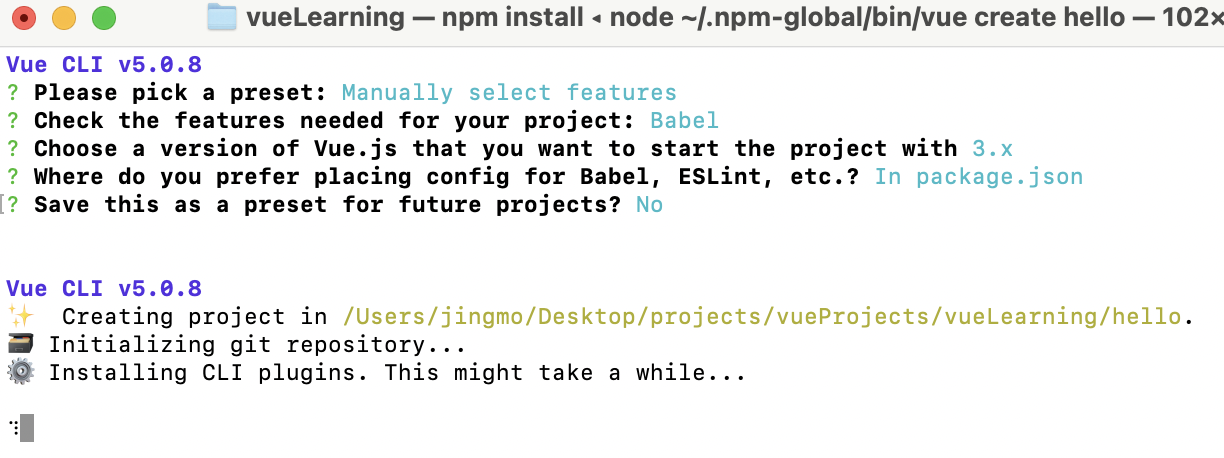 vueLearning — npm install ◂ node ~/.npm-global/bin/vue create hello — 102×
Vue CLI v5.0.8
? Please pick a preset: Manually select features
? Check the features needed for your project: Babel
? Choose a version of Vue.js that you want to start the project with 3.x
? Where do you prefer placing config for Babel, ESLint, etc.? In package.json
? Save this as a preset for future projects? No
Vue CLI v5.0.8
✨ Creating project in /Users/jingmo/Desktop/projects/vueProjects/vueLearning/hello.
🗃 Initializing git repository...
⚙️ Installing CLI plugins. This might take a while...